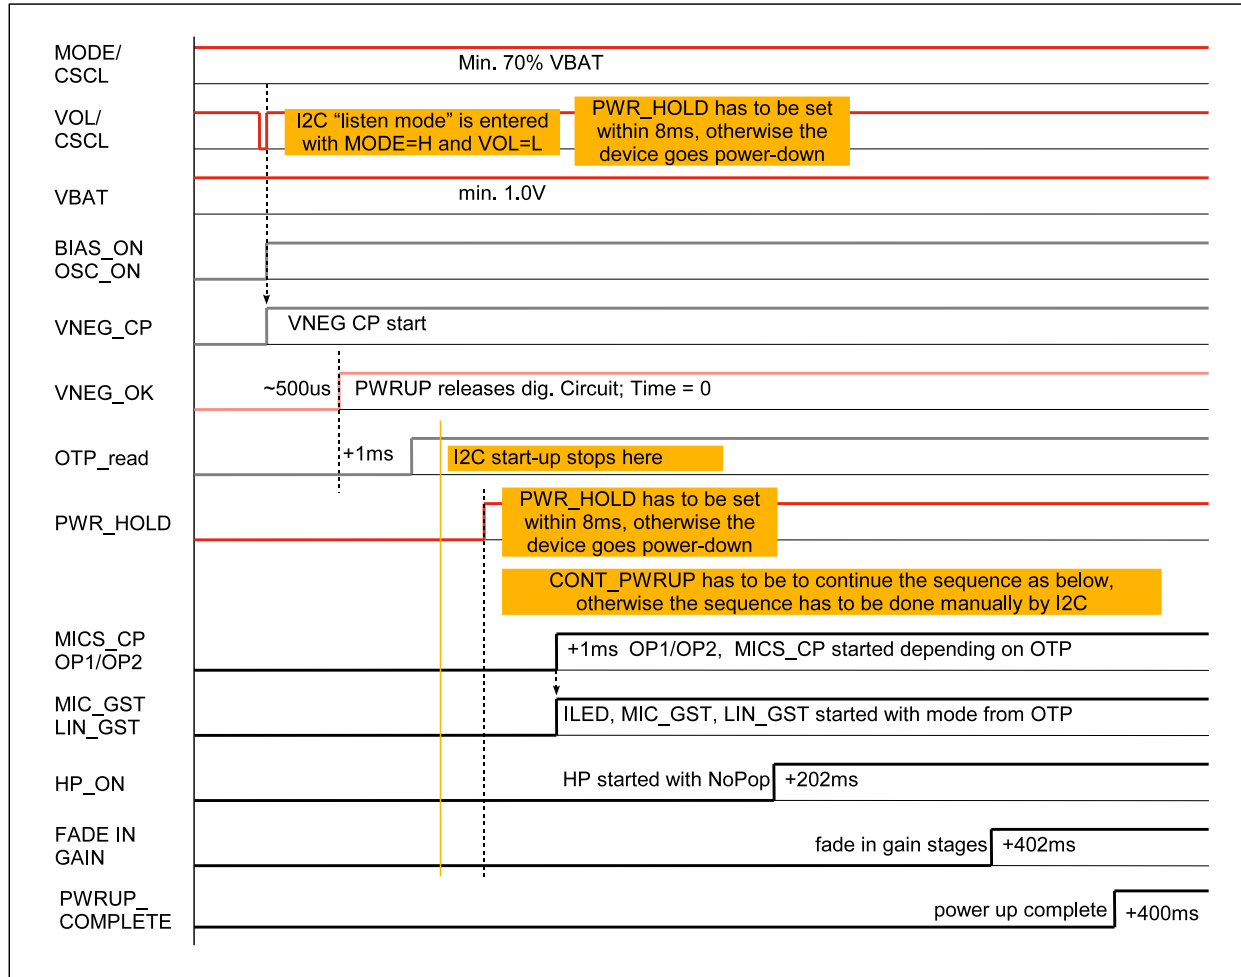 MODE/
CSCL
Min. 70% VBAT
VOL/
CSCL
I2C “listen mode” is entered
with MODE=H and VOL=L
PWR_HOLD has to be set
within 8ms, otherwise the
device goes power-down
VBAT
min. 1.0V
BIAS_ON
OSC_ON
VNEG_CP
VNEG CP start
VNEG_OK
~500us
PWRUP releases dig. Circuit; Time = 0
OTP_read
+1ms
I2C start-up stops here
PWR_HOLD
PWR_HOLD has to be set
within 8ms, otherwise the
device goes power-down
CONT_PWRUP has to be to continue the sequence as below,
otherwise the sequence has to be done manually by I2C
MICS_CP
OP1/OP2
+1ms OP1/OP2, MICS_CP started depending on OTP
MIC_GST
LIN_GST
ILED, MIC_GST, LIN_GST started with mode from OTP
HP_ON
HP started with NoPop
+202ms
FADE IN
GAIN
fade in gain stages
+402ms
PWRUP_
COMPLETE
power up complete
+400ms